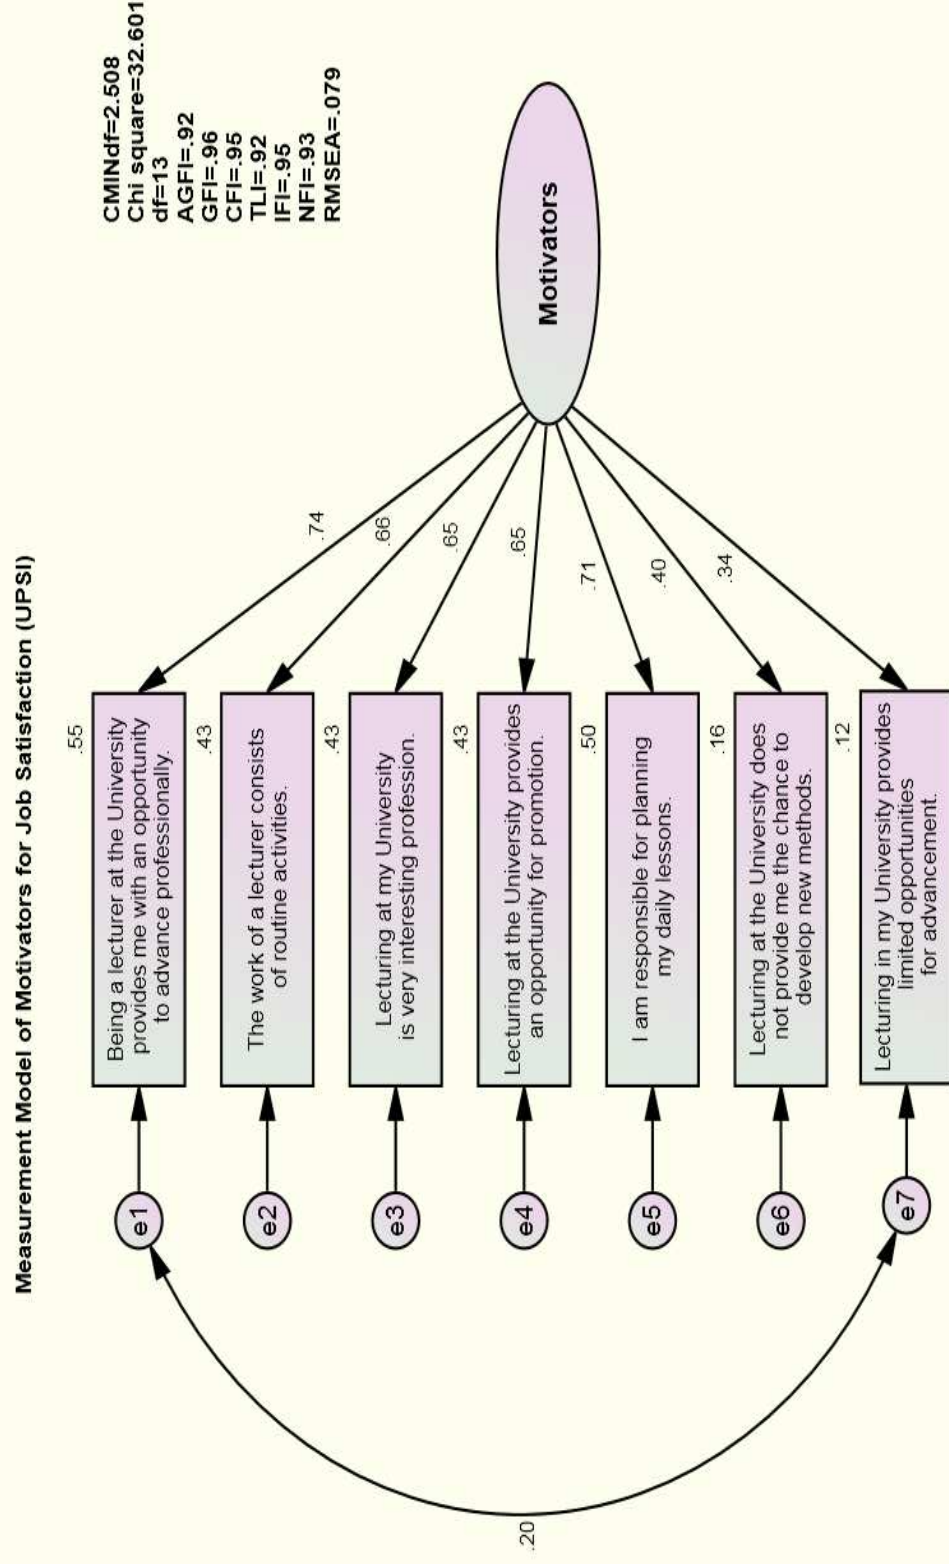 Measurement Model of Motivators for Job Satisfaction (UPSI)
CMINdf=2.508
Chi square=32.601
df=13
AGFI=.92
GFI=.96
CFI=.95
TLI=.92
IFI=.95
NFI=.93
RMSEA=.079
.55
Being a lecturer at the University
provides me with an opportunity
to advance professionally.
e1
.74
.43
The work of a lecturer consists
of routine activities.
e2
.66
.43
Lecturing at my University
is very interesting profession.
e3
.65
.43
Lecturing at the University provides
an opportunity for promotion.
e4
.65
.50
I am responsible for planning
my daily lessons.
e5
.71
.16
Lecturing at the University does
not provide me the chance to
develop new methods.
e6
.40
.12
Lecturing in my University provides
limited opportunities
for advancement.
e7
.34
Motivators
.20